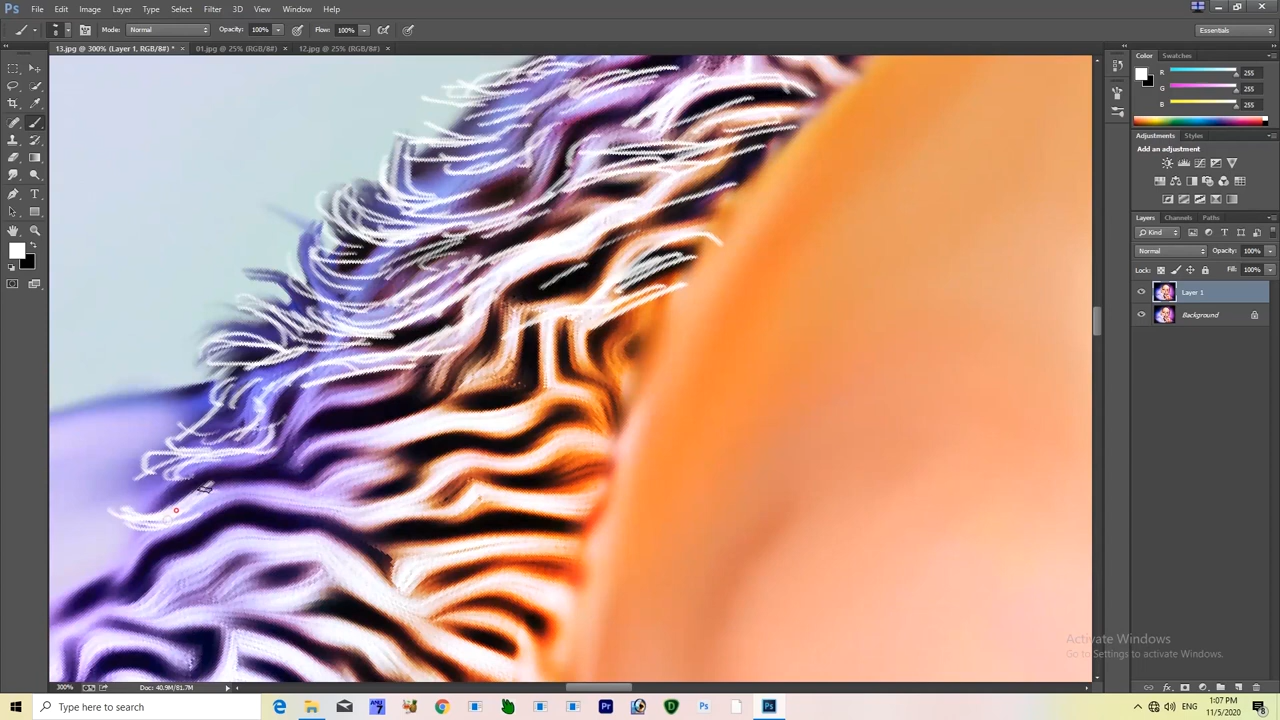 Ps File Edit Image Layer Type Select Filter 3D View Window Help
8 Mode: Normal Opacity: 100% Flow: 100% Essentials
13.jpg @ 300% (Layer 1, RGB/8#) * × 01.jpg @ 25% (RGB/8#) × 12.jpg @ 25% (RGB/8#) ×
Color Swatches
R 255
G 255
B 255
Adjustments Styles
Add an adjustment
Layers Channels Paths
Kind
Normal Opacity: 100%
Lock: Fill: 100%
Layer 1
Background
Activate Windows
Go to Settings to activate Windows.
300% Doc: 40.9M/81.7M
Type here to search
1:07 PM
11/5/2020